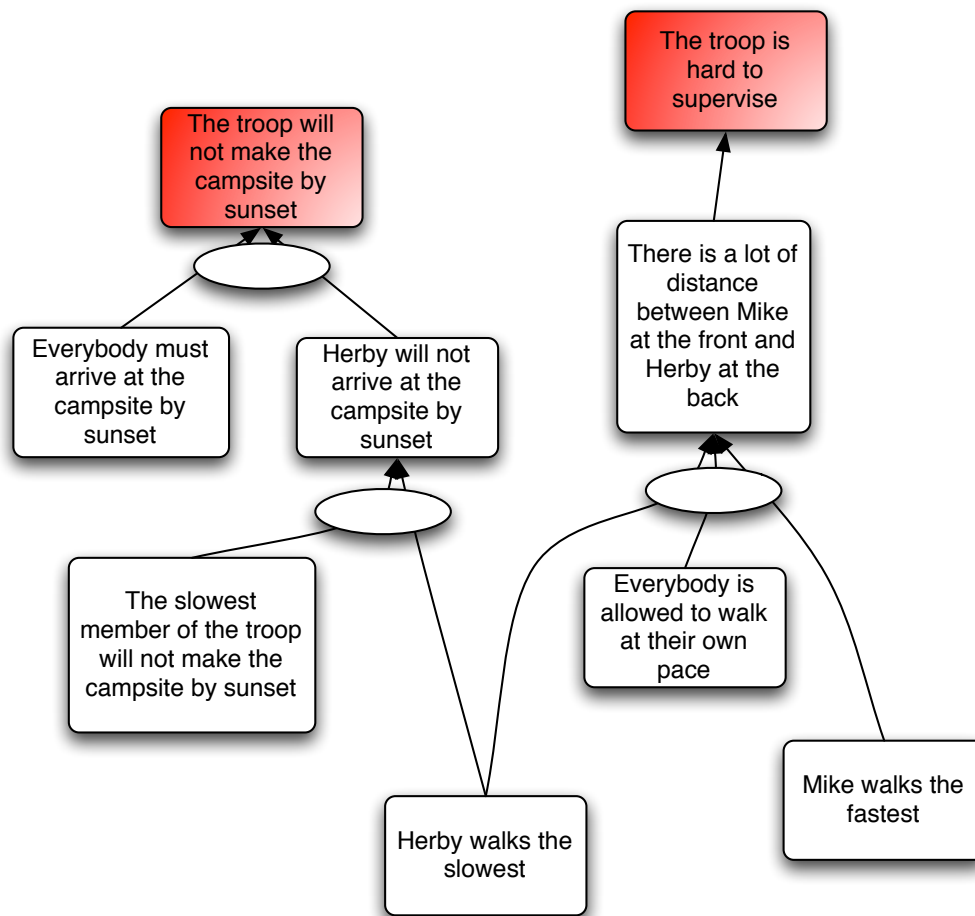 The troop is
hard to
supervise
The troop will
not make the
campsite by
sunset
There is a lot of
distance
between Mike
at the front and
Herby at the
back
Everybody must
arrive at the
campsite by
sunset
Herby will not
arrive at the
campsite by
sunset
The slowest
member of the troop
will not make the
campsite by sunset
Everybody is
allowed to walk
at their own
pace
Mike walks the
fastest
Herby walks the
slowest